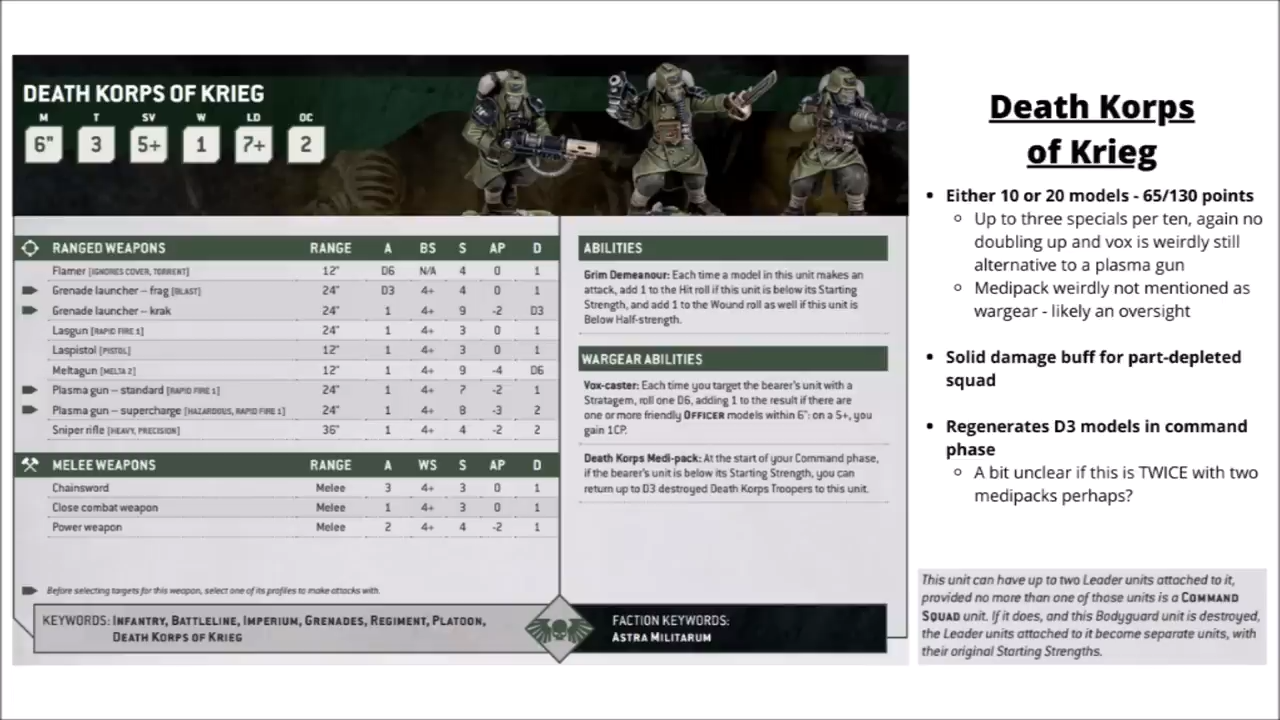 DEATH KORPS OF KRIEG
M T SV W LD OC
6" 3 5+ 1 7+ 2
RANGED WEAPONS RANGE A BS S AP D
Flamer [IGNORES COVER, TORRENT] 12" D6 N/A 4 0 1
Grenade launcher – frag [BLAST] 24" D3 4+ 4 0 1
Grenade launcher – krak 24" 1 4+ 9 -2 D3
Lasgun [RAPID FIRE 1] 24" 1 4+ 3 0 1
Laspistol [PISTOL] 12" 1 4+ 3 0 1
Meltagun [MELTA 2] 12" 1 4+ 9 -4 D6
Plasma gun – standard [RAPID FIRE 1] 24" 1 4+ 7 -2 1
Plasma gun – supercharge [HAZARDOUS, RAPID FIRE 1] 24" 1 4+ 8 -3 2
Sniper rifle [HEAVY, PRECISION] 36" 1 4+ 4 -2 2
MELEE WEAPONS RANGE A WS S AP D
Chainsword Melee 3 4+ 3 0 1
Close combat weapon Melee 1 4+ 3 0 1
Power weapon Melee 2 4+ 4 -2 1
Before selecting targets for this weapon, select one of its profiles to make attacks with.
KEYWORDS: INFANTRY, BATTLELINE, IMPERIUM, GRENADES, REGIMENT, PLATOON,
DEATH KORPS OF KRIEG
ABILITIES
Grim Demeanour: Each time a model in this unit makes an
attack, add 1 to the Hit roll if this unit is below its Starting
Strength, and add 1 to the Wound roll as well if this unit is
Below Half-strength.
WARGEAR ABILITIES
Vox-caster: Each time you target the bearer's unit with a
Stratagem, roll one D6, adding 1 to the result if there are
one or more friendly OFFICER models within 6": on a 5+, you
gain 1CP.
Death Korps Medi-pack: At the start of your Command phase,
if the bearer's unit is below its Starting Strength, you can
return up to D3 destroyed Death Korps Troopers to this unit.
FACTION KEYWORDS:
ASTRA MILITARUM
Death Korps
of Krieg
• Either 10 or 20 models - 65/130 points
○ Up to three specials per ten, again no
doubling up and vox is weirdly still
alternative to a plasma gun
○ Medipack weirdly not mentioned as
wargear - likely an oversight
• Solid damage buff for part-depleted
squad
• Regenerates D3 models in command
phase
○ A bit unclear if this is TWICE with two
medipacks perhaps?
This unit can have up to two Leader units attached to it,
provided no more than one of those units is a COMMAND
SQUAD unit. If it does, and this Bodyguard unit is destroyed,
the Leader units attached to it become separate units, with
their original Starting Strengths.